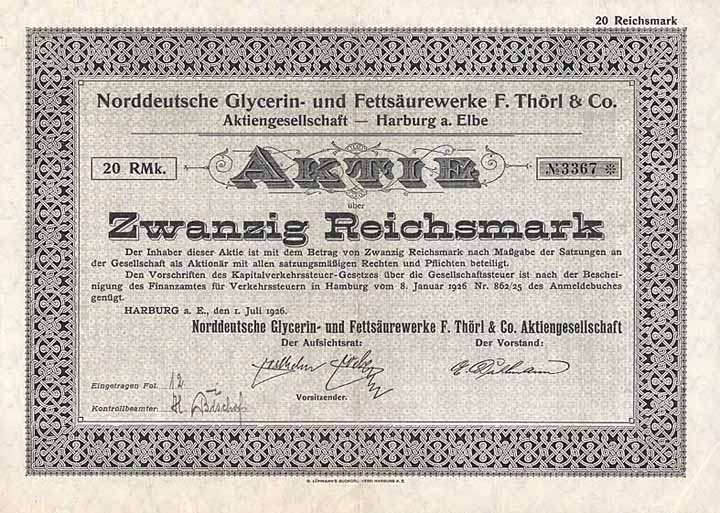 20 Reichsmark
Norddeutsche Glycerin- und Fettsäurewerke F. Thörl & Co.
Aktiengesellschaft — Harburg a. Elbe
20 RMk.
AKTIE
№ 3367 ※
über
Zwanzig Reichsmark
Der Inhaber dieser Aktie ist mit dem Betrag von Zwanzig Reichsmark nach Maßgabe der Satzungen an
der Gesellschaft als Aktionär mit allen satzungsmäßigen Rechten und Pflichten beteiligt.
Den Vorschriften des Kapitalverkehrssteuer-Gesetzes über die Gesellschaftssteuer ist nach der Beschei-
nigung des Finanzamtes für Verkehrssteuern in Hamburg vom 8. Januar 1926 Nr. 862/25 des Anmeldebuches
genügt.
HARBURG a. E., den 1. Juli 1926.
Norddeutsche Glycerin- und Fettsäurewerke F. Thörl & Co. Aktiengesellschaft
Der Aufsichtsrat: Der Vorstand:
Eingetragen Fol. 12
Vorsitzender.
Kontrollbeamter: H. Bischof